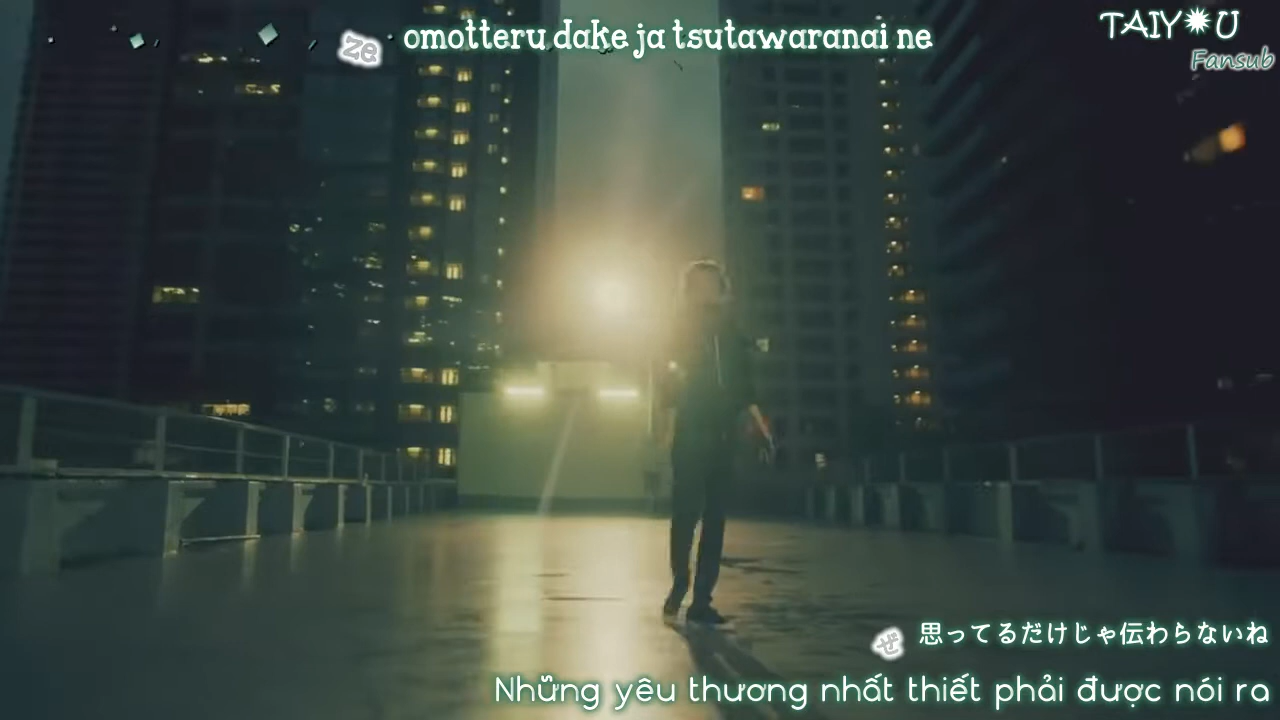 ze omotteru dake ja tsutawaranai ne
TAIYOU
Fansub
ぜ 思ってるだけじゃ伝わらないね
Những yêu thương nhất thiết phải được nói ra